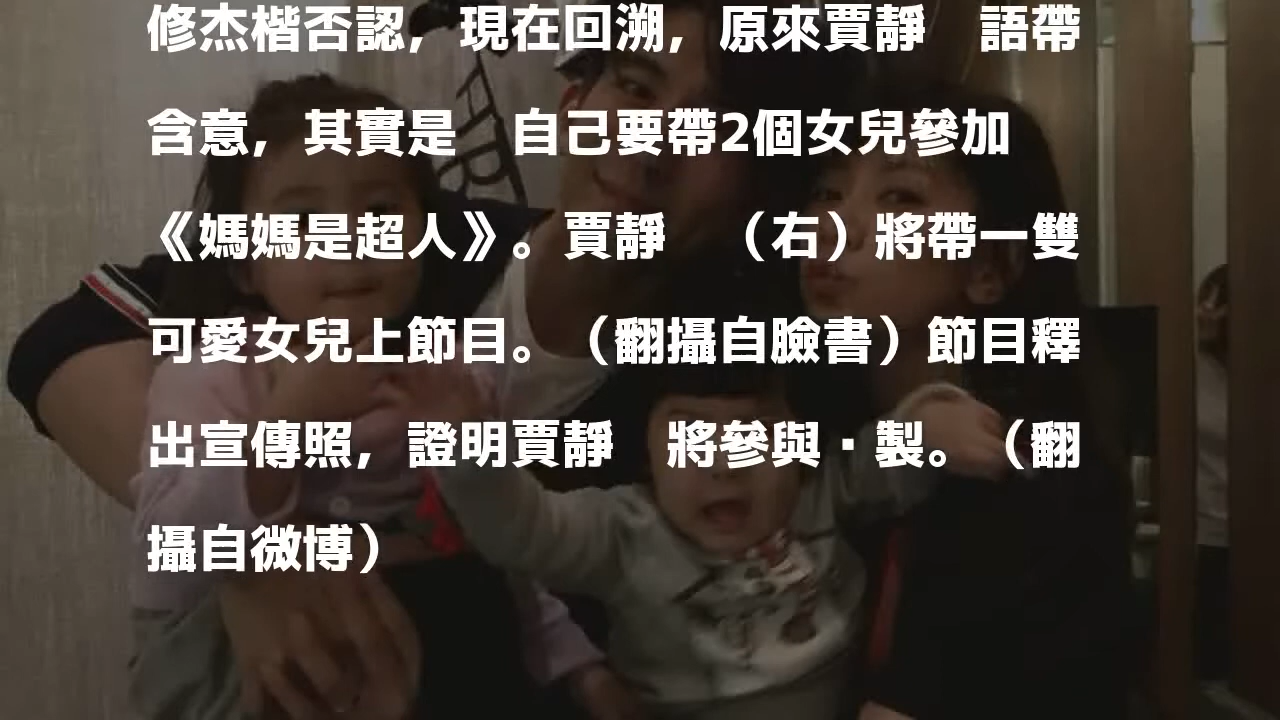 修杰楷否認，現在回溯，原來賈靜　語帶
含意，其實是　自己要帶2個女兒參加
《媽媽是超人》。賈靜　（右）將帶一雙
可愛女兒上節目。（翻攝自臉書）節目釋
出宣傳照，證明賈靜　將參與·製。（翻
攝自微博）